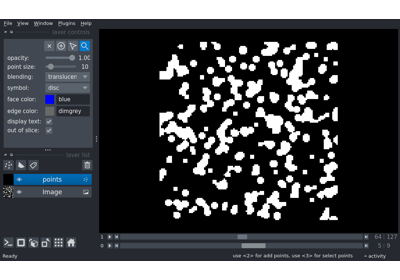 File View Window Plugins Help
layer controls
opacity: 1.00
point size: 10
blending: translucen
symbol: disc
face color: blue
edge color: dimgrey
display text:
out of slice:
layer list
points
Image
1 64 127
0 5 9
Ready use <2> for add points, use <3> for select points activity